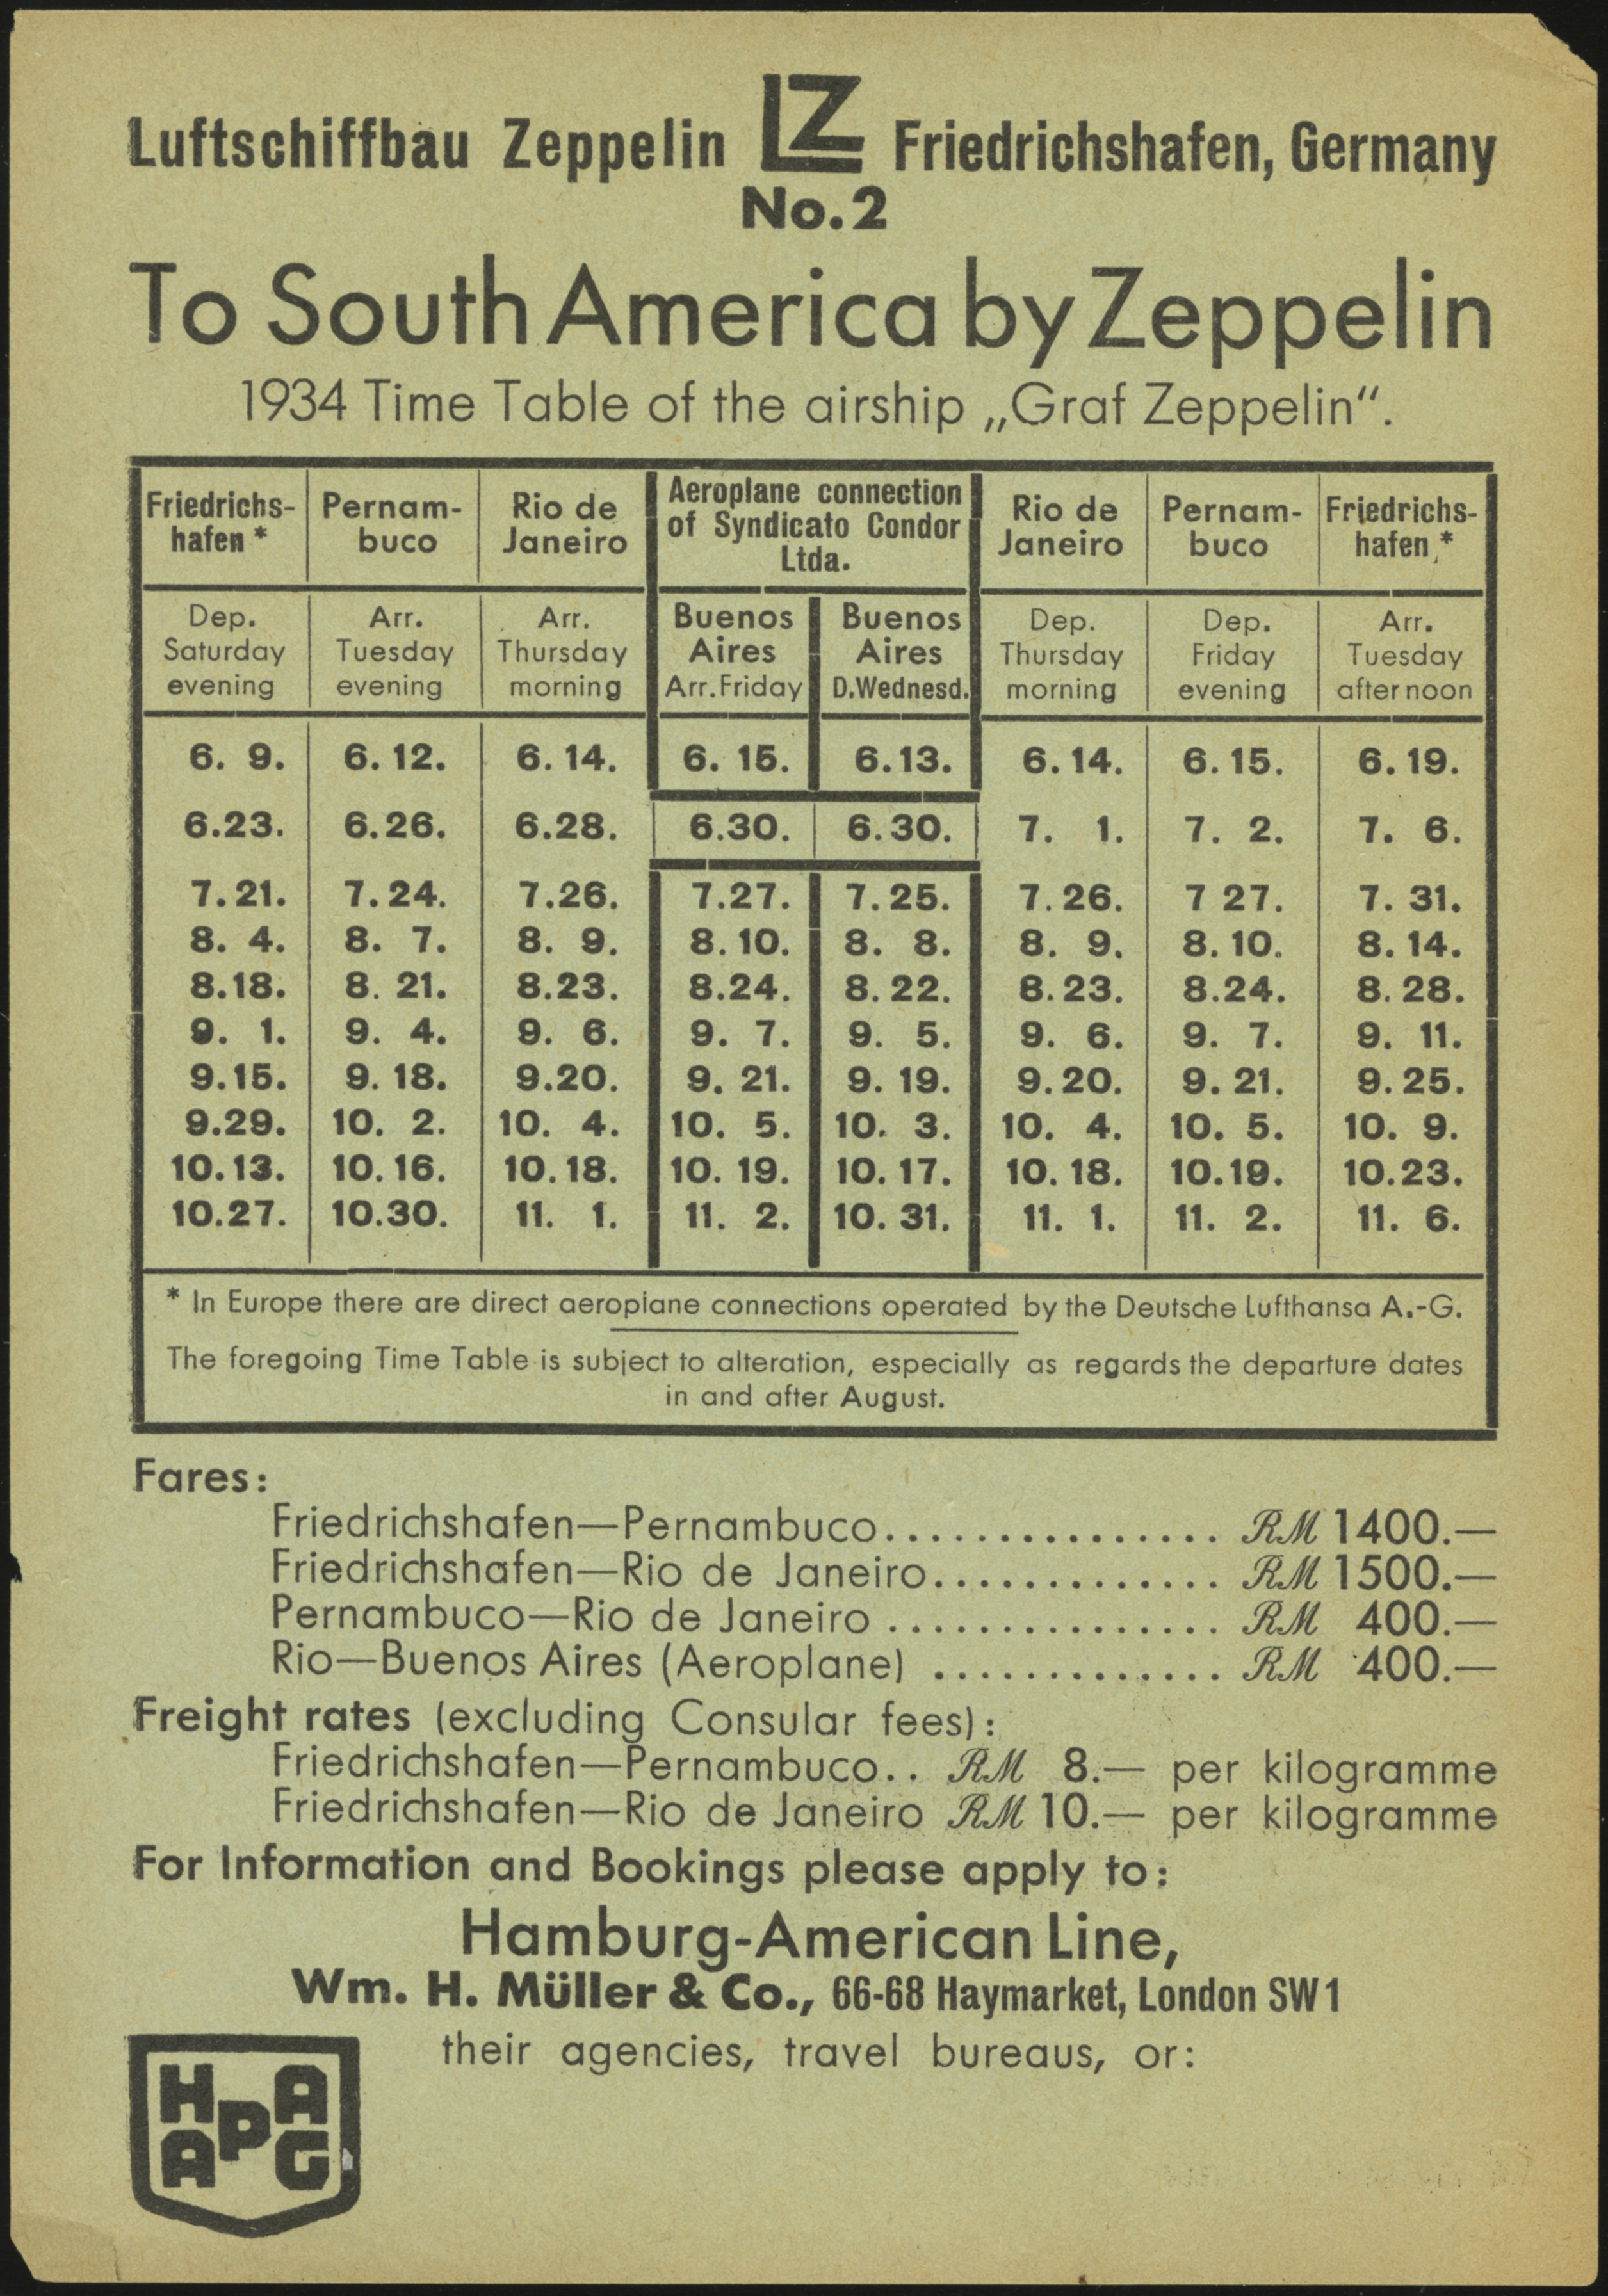 Luftschiffbau Zeppelin LZ Friedrichshafen, Germany
No. 2
To South America by Zeppelin
1934 Time Table of the airship „Graf Zeppelin“.
Friedrichs- Pernam- Rio de Aeroplane connection Rio de Pernam- Friedrichs-
hafen * buco Janeiro of Syndicato Condor Janeiro buco hafen *
Ltda.
Dep. Arr. Arr. Buenos Buenos Dep. Dep. Arr.
Saturday Tuesday Thursday Aires Aires Thursday Friday Tuesday
evening evening morning Arr. Friday D. Wednesd. morning evening afternoon
6. 9. 6. 12. 6. 14. 6. 15. 6. 13. 6. 14. 6. 15. 6. 19.
6. 23. 6. 26. 6. 28. 6. 30. 6. 30. 7. 1. 7. 2. 7. 6.
7. 21. 7. 24. 7. 26. 7. 27. 7. 25. 7. 26. 7 27. 7. 31.
8. 4. 8. 7. 8. 9. 8. 10. 8. 8. 8. 9. 8. 10. 8. 14.
8. 18. 8. 21. 8. 23. 8. 24. 8. 22. 8. 23. 8. 24. 8. 28.
9. 1. 9. 4. 9. 6. 9. 7. 9. 5. 9. 6. 9. 7. 9. 11.
9. 15. 9. 18. 9. 20. 9. 21. 9. 19. 9. 20. 9. 21. 9. 25.
9. 29. 10. 2. 10. 4. 10. 5. 10. 3. 10. 4. 10. 5. 10. 9.
10. 13. 10. 16. 10. 18. 10. 19. 10. 17. 10. 18. 10. 19. 10. 23.
10. 27. 10. 30. 11. 1. 11. 2. 10. 31. 11. 1. 11. 2. 11. 6.
* In Europe there are direct aeroplane connections operated by the Deutsche Lufthansa A.-G.
The foregoing Time Table is subject to alteration, especially as regards the departure dates
in and after August.
Fares:
Friedrichshafen—Pernambuco............... RM 1400.—
Friedrichshafen—Rio de Janeiro............. RM 1500.—
Pernambuco—Rio de Janeiro ............... RM 400.—
Rio—Buenos Aires (Aeroplane) ............. RM 400.—
Freight rates (excluding Consular fees):
Friedrichshafen—Pernambuco.. RM 8.— per kilogramme
Friedrichshafen—Rio de Janeiro RM 10.— per kilogramme
For Information and Bookings please apply to:
Hamburg-American Line,
Wm. H. Müller & Co., 66-68 Haymarket, London SW 1
their agencies, travel bureaus, or:
HAPAG